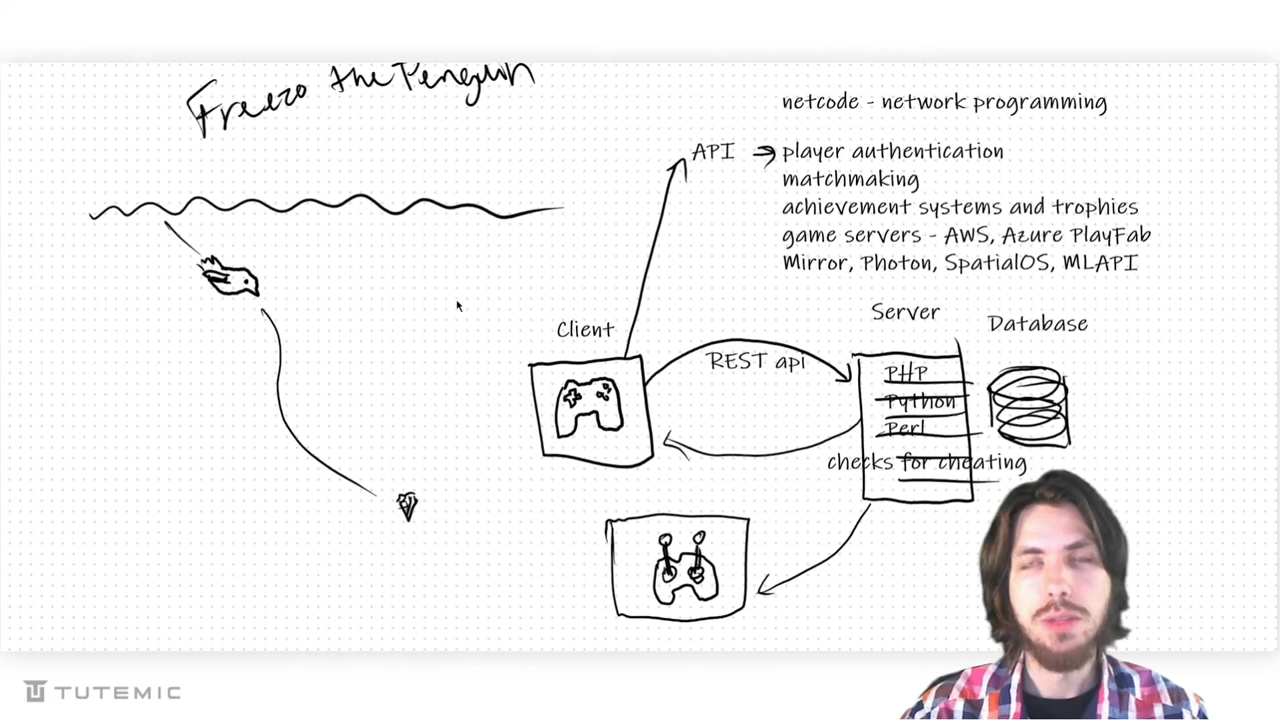 Freezo the Penguin
netcode - network programming
API → player authentication
matchmaking
achievement systems and trophies
game servers - AWS, Azure PlayFab
Mirror, Photon, SpatialOS, MLAPI
Client
Server
Database
REST api
PHP
Python
Perl
checks for cheating
TUTEMIC